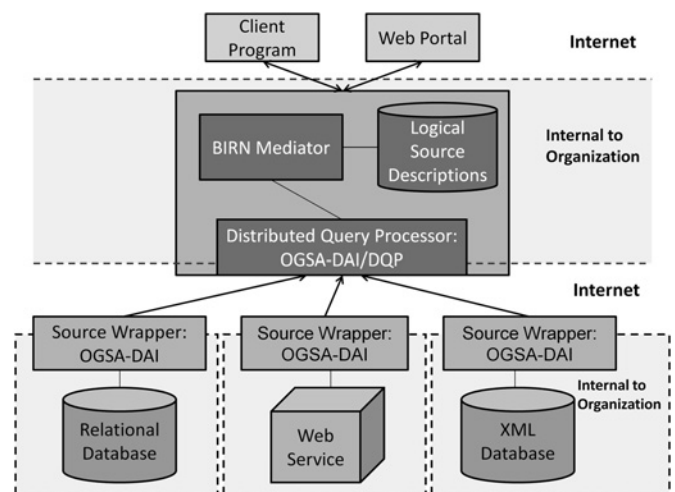 Client
Program
Web Portal
Internet
BIRN Mediator
Logical
Source
Descriptions
Internal to
Organization
Distributed Query Processor:
OGSA-DAI/DQP
Internet
Source Wrapper:
OGSA-DAI
Source Wrapper:
OGSA-DAI
Source Wrapper:
OGSA-DAI
Relational
Database
Web
Service
XML
Database
Internal to
Organization